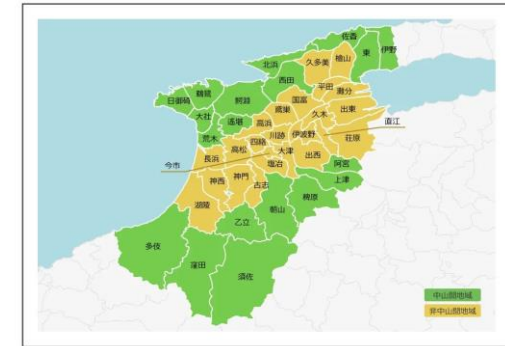 佐香
東
伊野
北浜
久多美
檜山
西田
平田
灘分
日御碕
鵜鷺
鰐淵
国富
鳶巣
久木
出東
直江
大社
遙堪
高浜
川跡
伊波野
荘原
荒木
四絡
高松
大津
出西
今市
長浜
塩冶
阿宮
神西
神門
古志
上津
湖陵
朝山
稗原
乙立
多伎
窪田
須佐
中山間地域
非中山間地域